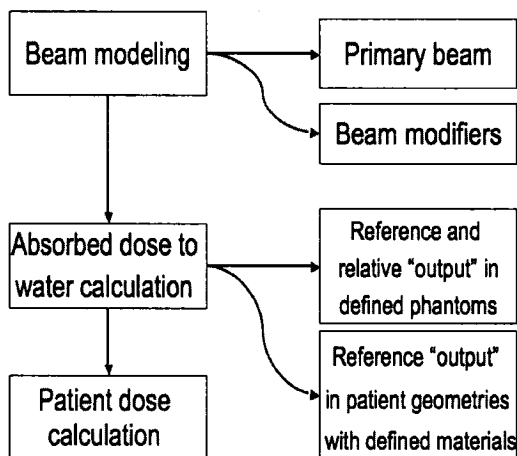 Beam modeling
Primary beam
Beam modifiers
Absorbed dose to
water calculation
Reference and
relative “output” in
defined phantoms
Patient dose
calculation
Reference “output”
in patient geometries
with defined materials